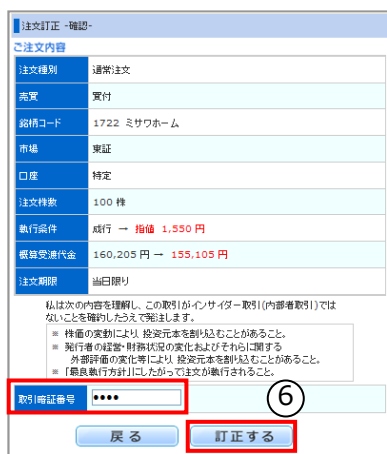 注文訂正 -確認-
ご注文内容
注文種別 通常注文
売買 買付
銘柄コード 1722 ミサワホーム
市場 東証
口座 特定
注文株数 100 株
執行条件 成行 → 指値 1,550 円
概算受渡代金 160,205 円 → 155,105 円
注文期限 当日限り
私は次の内容を理解し、この取引がインサイダー取引(内部者取引)では
ないことを確約したうえで発注します。
※ 株価の変動により、投資元本を割り込むことがあること。
※ 発行者の経営・財務状況の変化およびそれらに関する
外部評価の変化等により、投資元本を割り込むことがあること。
※ 「最良執行方針」にしたがって注文が執行されること。
取引暗証番号 ●●●●
⑥
戻る 訂正する